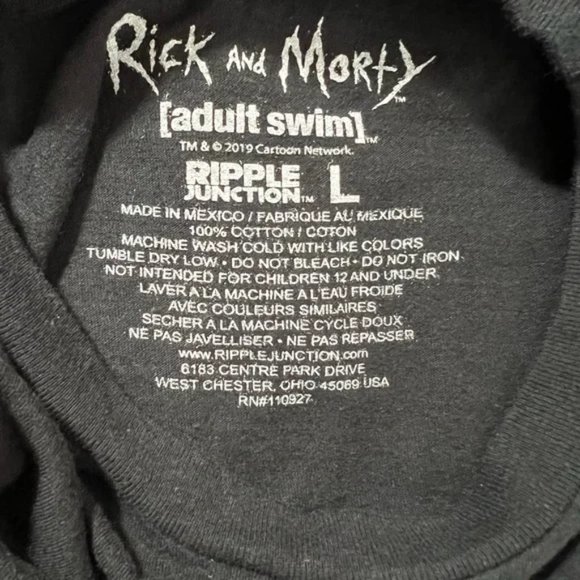 Rick AND Morty™
[adult swim]™
TM & © 2019 Cartoon Network.
RIPPLE JUNCTION™ L
MADE IN MEXICO / FABRIQUE AU MEXIQUE
100% COTTON / COTON
MACHINE WASH COLD WITH LIKE COLORS
TUMBLE DRY LOW • DO NOT BLEACH • DO NOT IRON
NOT INTENDED FOR CHILDREN 12 AND UNDER
LAVER A LA MACHINE A L'EAU FROIDE
AVEC COULEURS SIMILAIRES
SECHER A LA MACHINE CYCLE DOUX
NE PAS JAVELLISER • NE PAS REPASSER
www.RIPPLEJUNCTION.com
6183 CENTRE PARK DRIVE
WEST CHESTER, OHIO 45069 USA
RN#110927